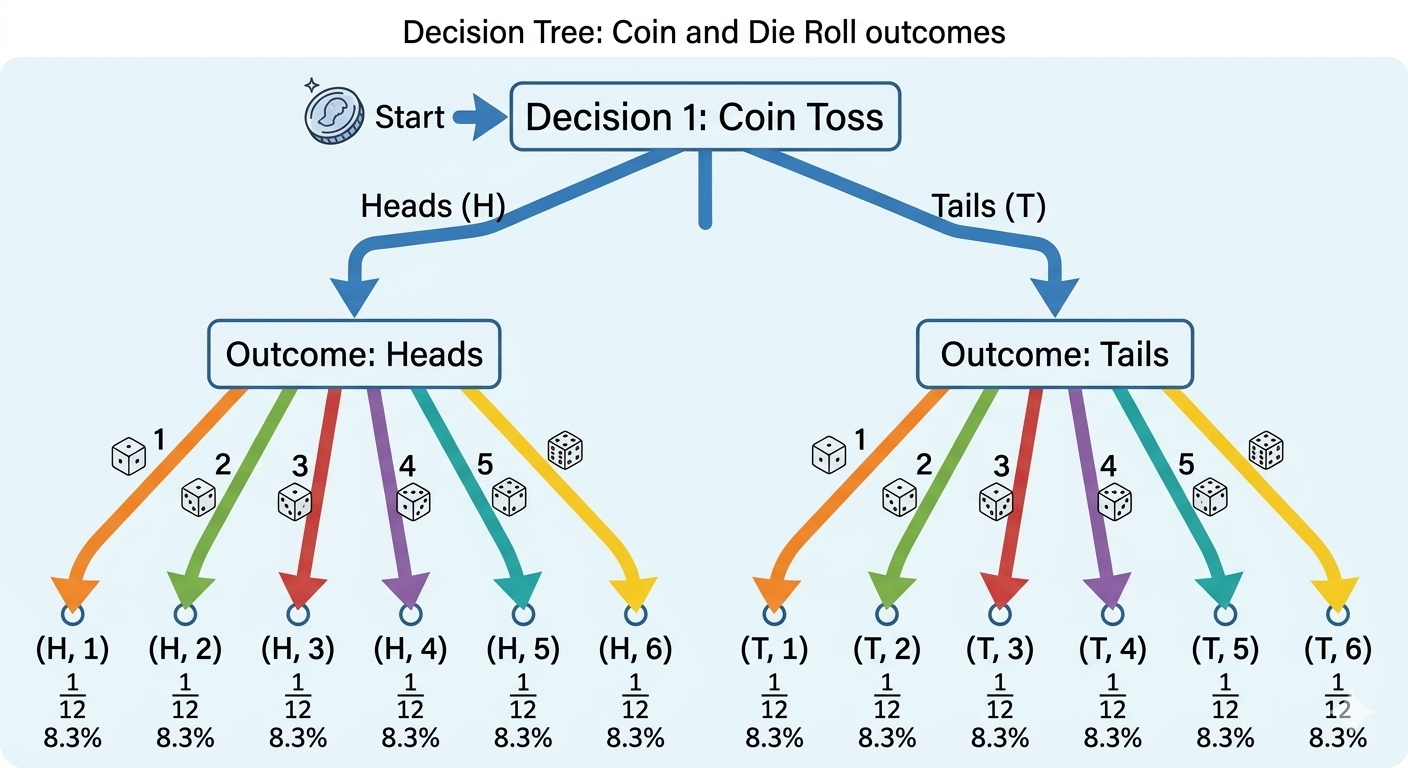 Decision Tree: Coin and Die Roll outcomes
Start
Decision 1: Coin Toss
Heads (H)
Tails (T)
Outcome: Heads
Outcome: Tails
1
2
3
4
5
1
2
3
4
5
(H, 1) (H, 2) (H, 3) (H, 4) (H, 5) (H, 6) (T, 1) (T, 2) (T, 3) (T, 4) (T, 5) (T, 6)
1 1 1 1 1 1 1 1 1 1 1 1
12 12 12 12 12 12 12 12 12 12 12 12
8.3% 8.3% 8.3% 8.3% 8.3% 8.3% 8.3% 8.3% 8.3% 8.3% 8.3% 8.3%